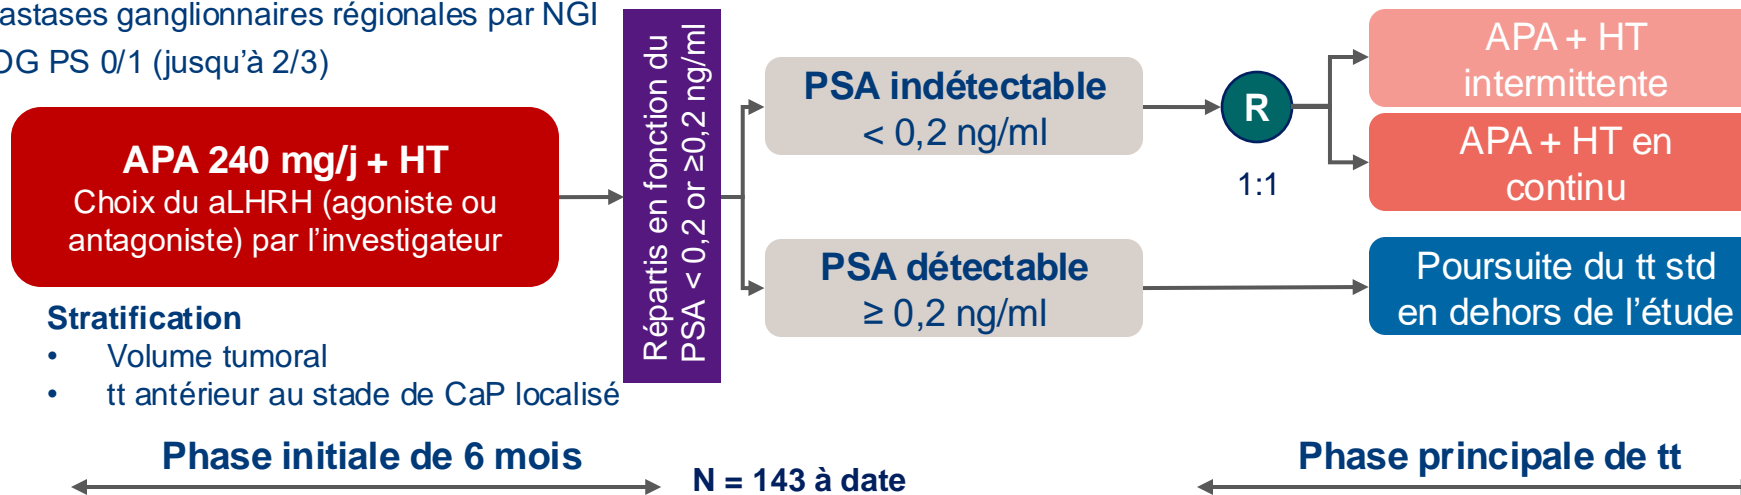 astases ganglionnaires régionales par NGI
OG PS 0/1 (jusqu'à 2/3)
APA 240 mg/j + HT
Choix du aLHRH (agoniste ou
antagoniste) par l'investigateur
Stratification
• Volume tumoral
• tt antérieur au stade de CaP localisé
Répartis en fonction du
PSA < 0,2 or ≥0,2 ng/ml
PSA indétectable
< 0,2 ng/ml
PSA détectable
≥ 0,2 ng/ml
R
1:1
APA + HT
intermittente
APA + HT en
continu
Poursuite du tt std
en dehors de l'étude
Phase initiale de 6 mois
N = 143 à date
Phase principale de tt